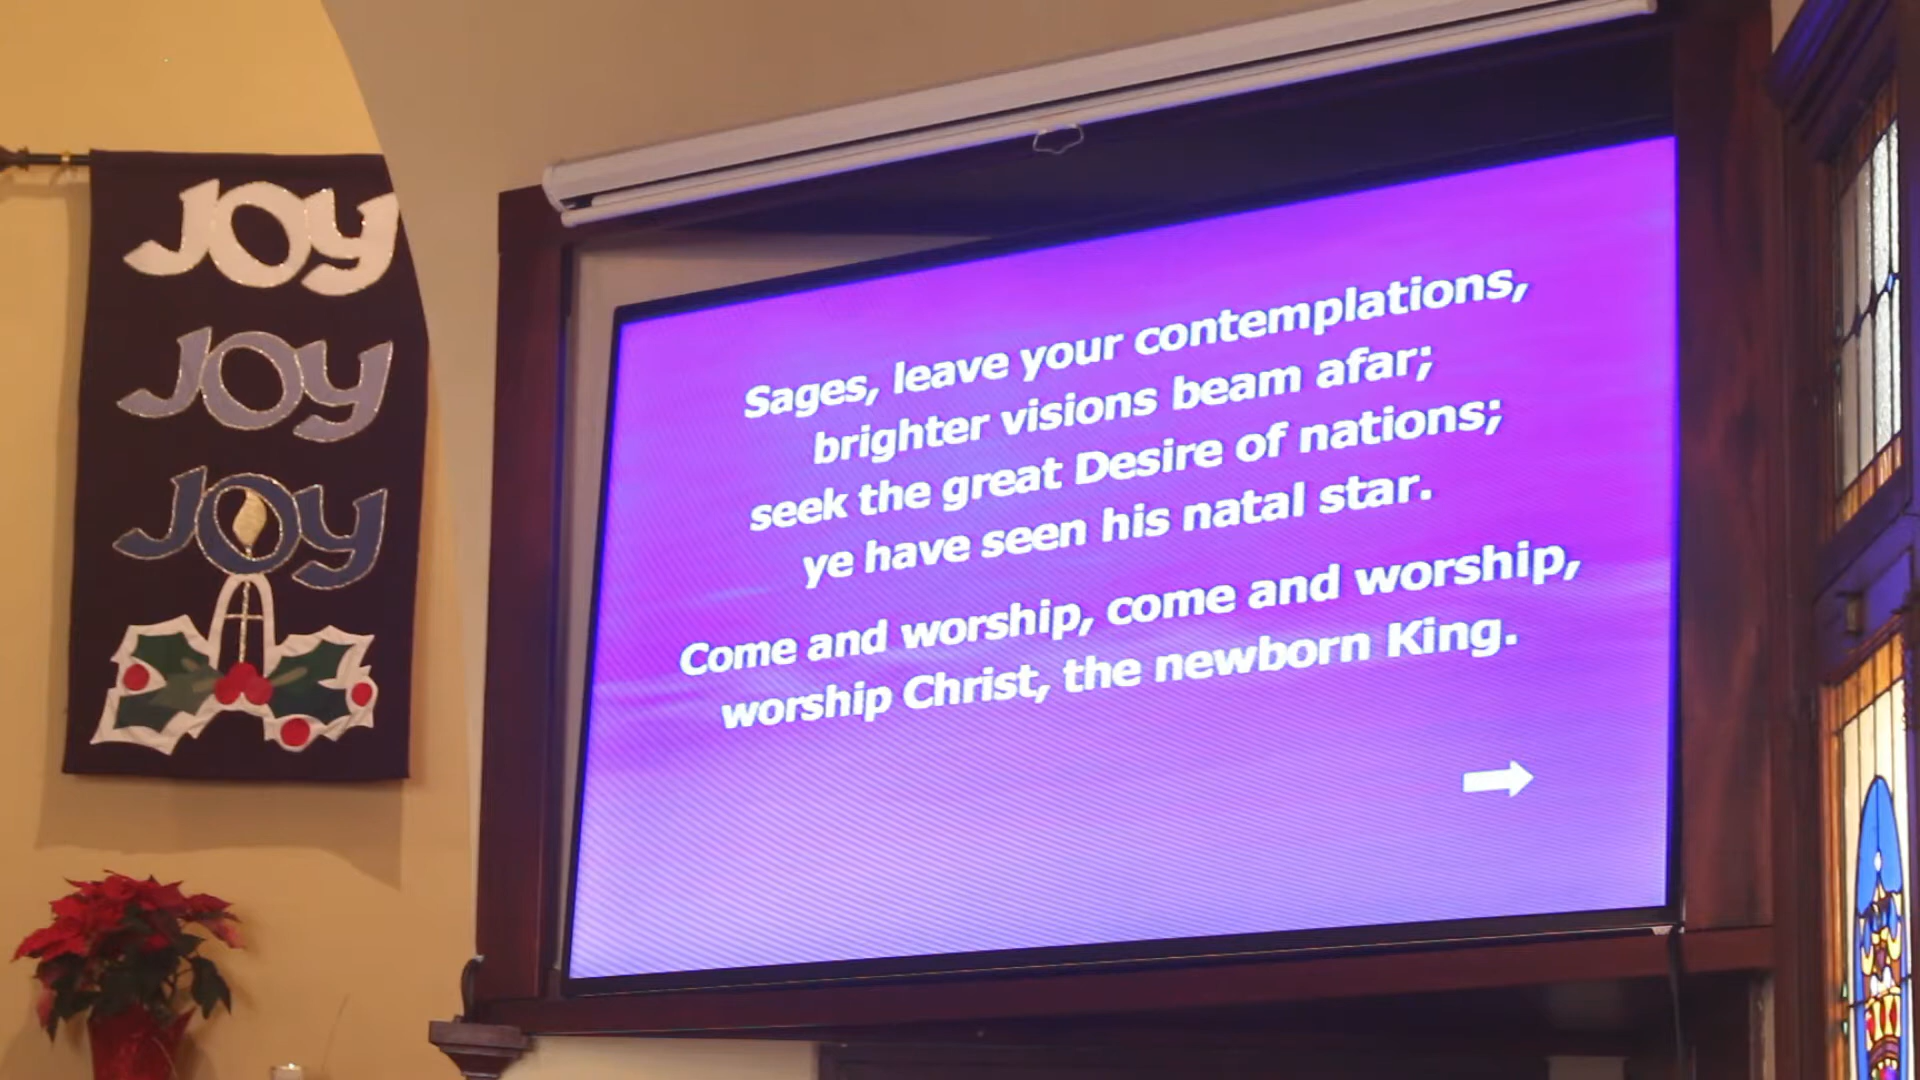 JOY
JOY
JOY
Sages, leave your contemplations,
brighter visions beam afar;
seek the great Desire of nations;
ye have seen his natal star.
Come and worship, come and worship,
worship Christ, the newborn King.